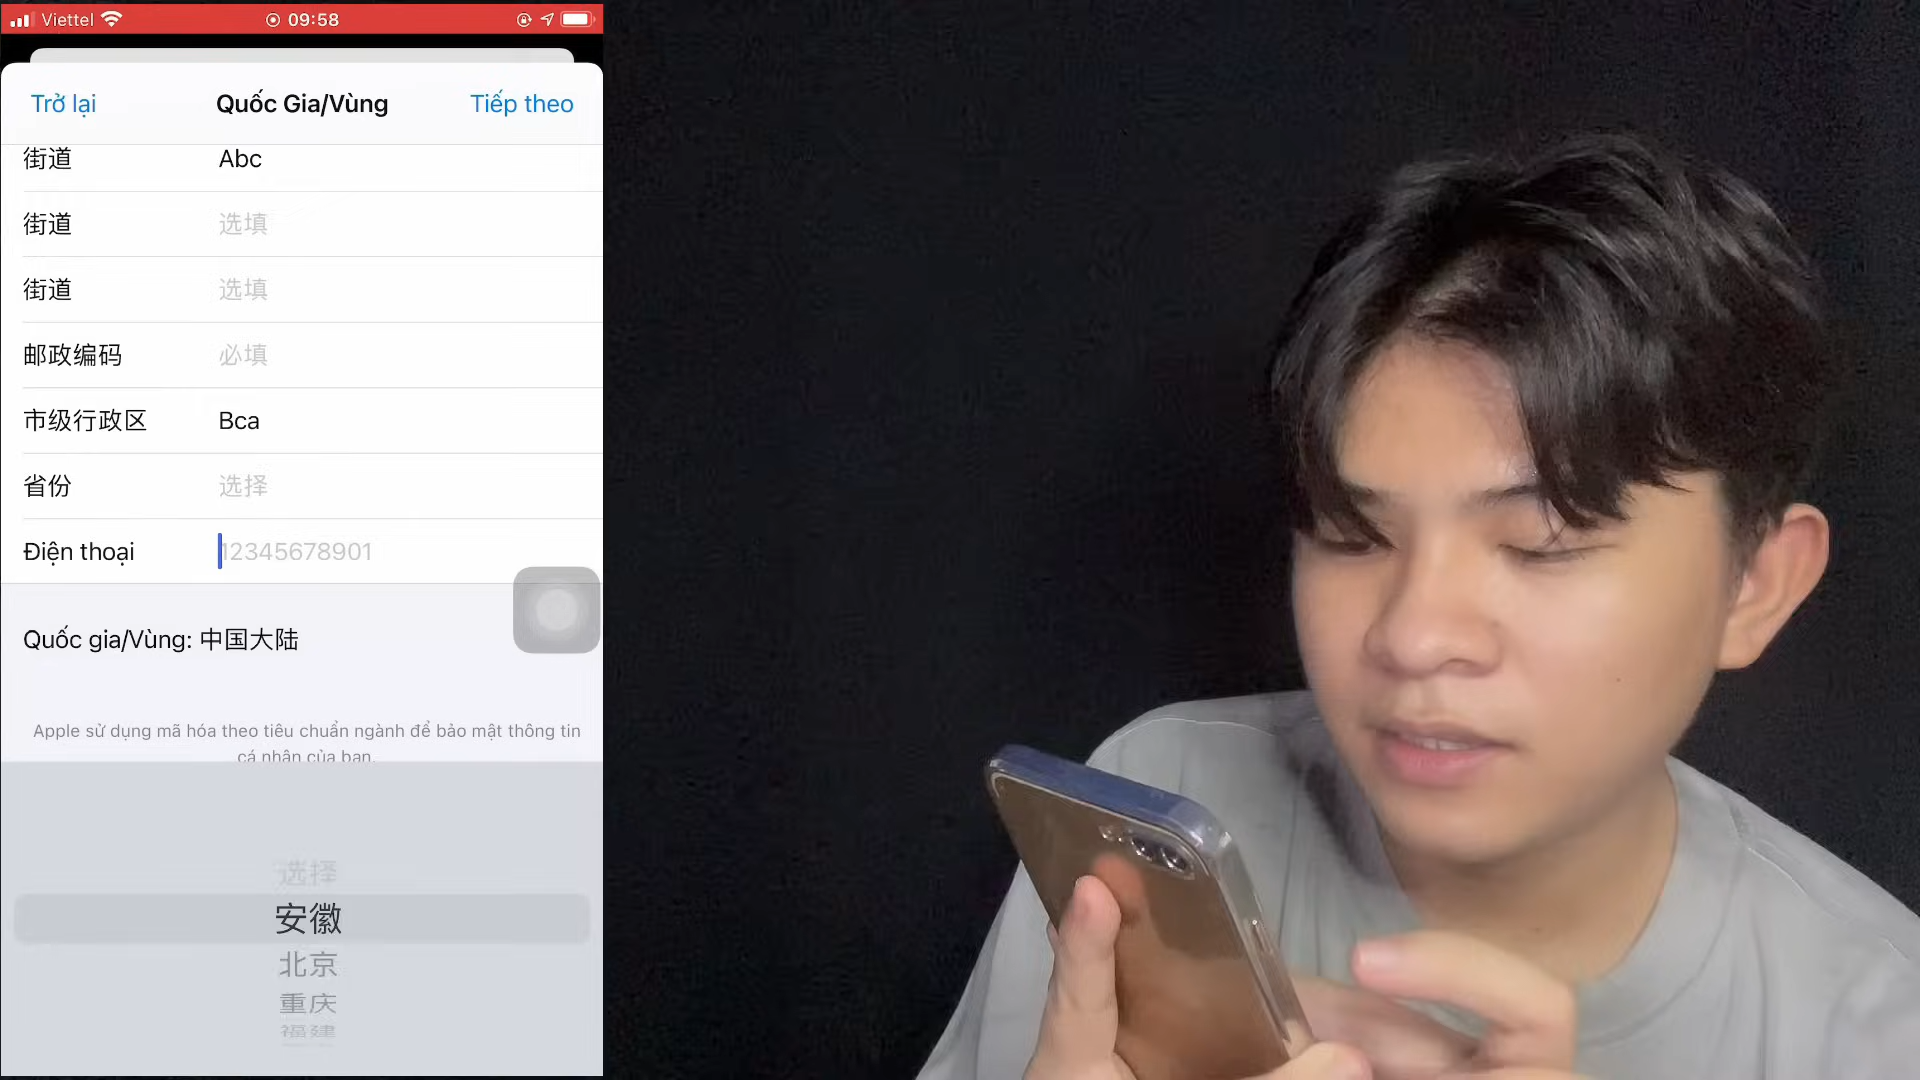 Viettel 09:58
Trở lại Quốc Gia/Vùng Tiếp theo
街道 Abc
街道 选填
街道 选填
邮政编码 必填
市级行政区 Bca
省份 选择
Điện thoại 12345678901
Quốc gia/Vùng: 中国大陆
Apple sử dụng mã hóa theo tiêu chuẩn ngành để bảo mật thông tin
cá nhân của bạn.
选择
安徽
北京
重庆
福建